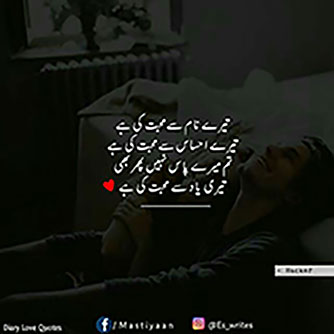 تیرے نام سے محبت کی ہے
تیرے احساس سے محبت کی ہے
تم میرے پاس نہیں پھر بھی
تیری یاد سے محبت کی ہے
Diary Love Quotes
/Mastiyaan
@Es_writes